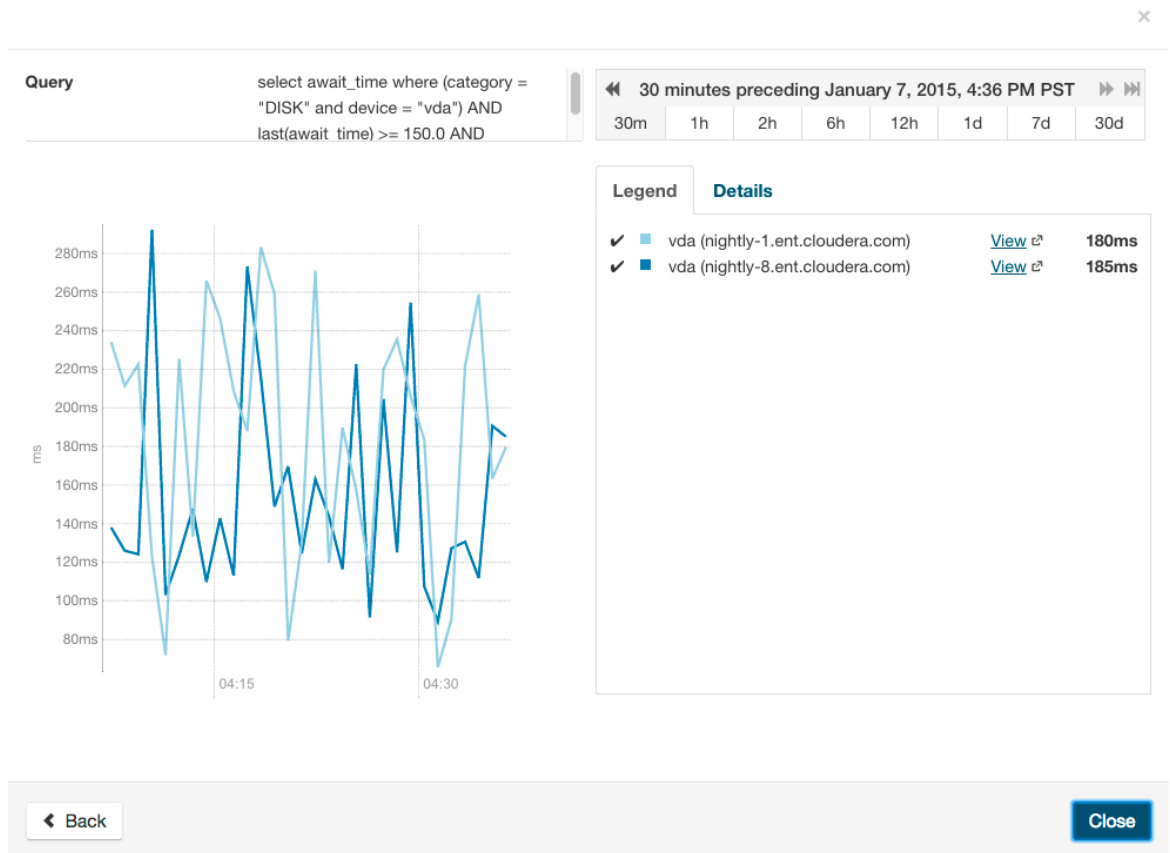 ×
Query
select await_time where (category =
"DISK" and device = "vda") AND
last(await_time) >= 150.0 AND
30 minutes preceding January 7, 2015, 4:36 PM PST
30m 1h 2h 6h 12h 1d 7d 30d
Legend Details
✔ vda (nightly-1.ent.cloudera.com) View 180ms
✔ vda (nightly-8.ent.cloudera.com) View 185ms
280ms
260ms
240ms
220ms
200ms
180ms
160ms
140ms
120ms
100ms
80ms
ms
04:15 04:30
Back
Close